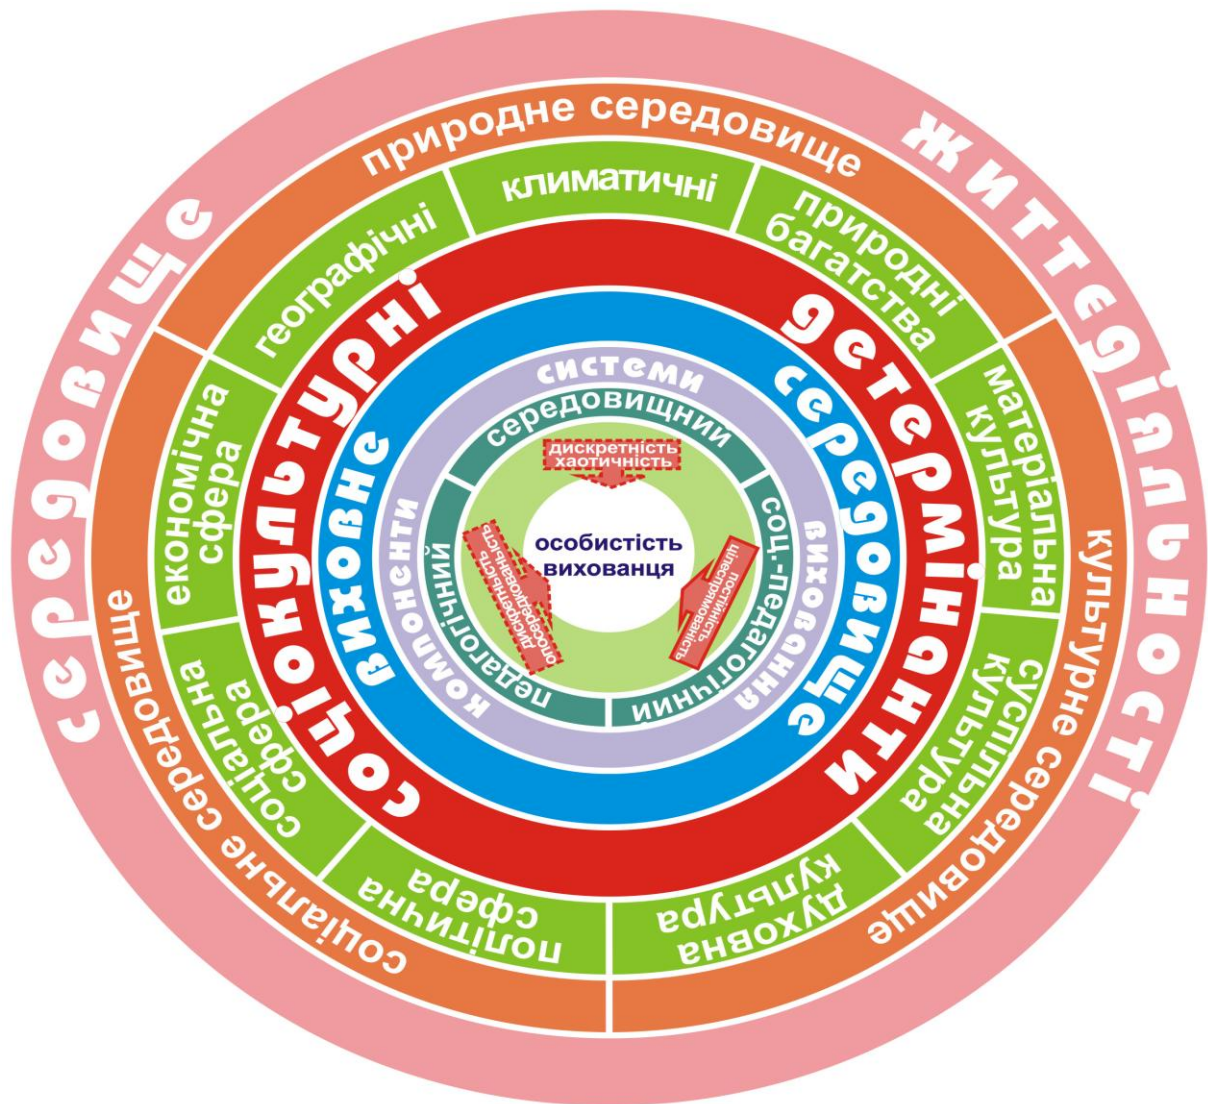 середовище життєдіяльності
природне середовище
культурне середовище
соціальне середовище
географічні
климатичні
природні
багатства
матеріальна
культура
суспільна
культура
духовна
культура
політична
сфера
соціальна
сфера
економічна
сфера
соціокультурні детермінанти
виховне середовище
компоненти системи виховання
середовищний
соц.-педагогічний
педагогічний
дискретність
хаотичність
постійність
цілеспрямованість
дискретність
опосередкованість
особистість
вихованця